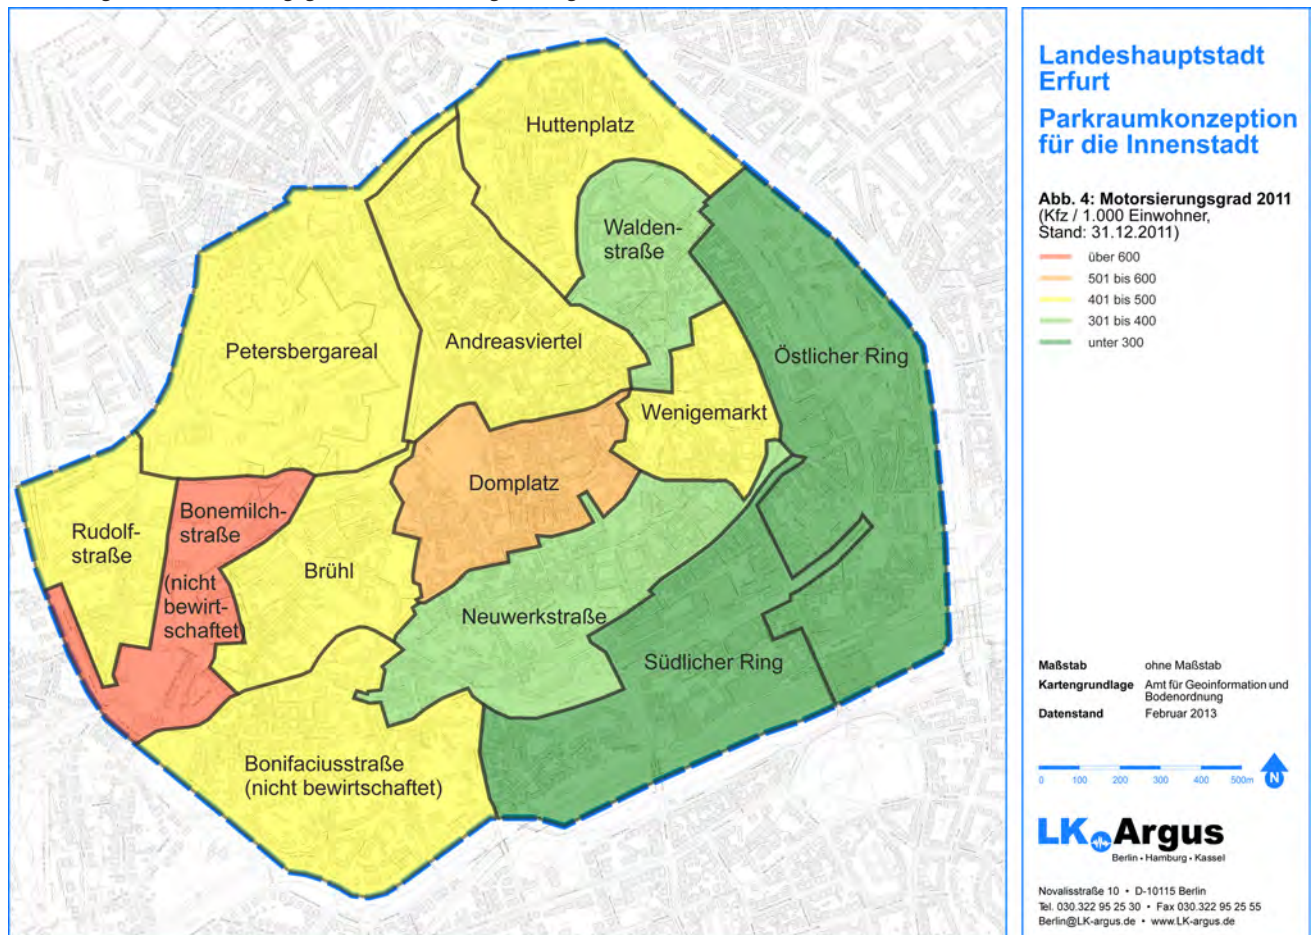 Huttenplatz
Walden-
straße
Petersbergareal
Andreasviertel
Östlicher Ring
Wenigemarkt
Domplatz
Bonemilch-
straße
Rudolf-
straße
Brühl
(nicht
bewirt-
schaftet)
Neuwerkstraße
Südlicher Ring
Bonifaciusstraße
(nicht bewirtschaftet)
Landeshauptstadt
Erfurt
Parkraumkonzeption
für die Innenstadt
Abb. 4: Motorsierungsgrad 2011
(Kfz / 1.000 Einwohner,
Stand: 31.12.2011)
über 600
501 bis 600
401 bis 500
301 bis 400
unter 300
Maßstab ohne Maßstab
Kartengrundlage Amt für Geoinformation und
Bodenordnung
Datenstand Februar 2013
0 100 200 300 400 500m N
LK Argus
Berlin • Hamburg • Kassel
Novalisstraße 10 • D-10115 Berlin
Tel. 030.322 95 25 30 • Fax 030.322 95 25 55
Berlin@LK-argus.de • www.LK-argus.de